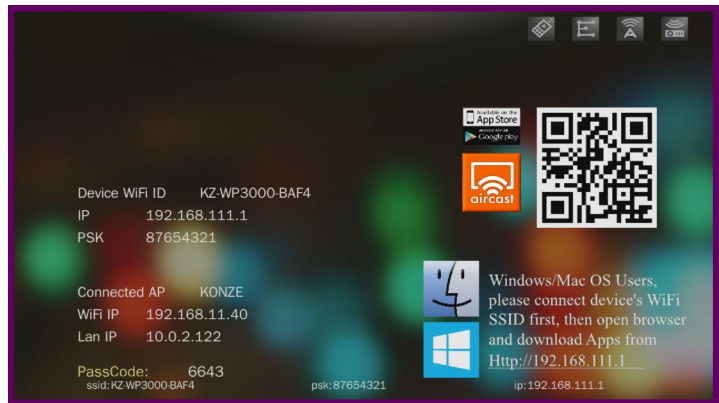 Available on the
App Store
ANDROID APP ON
Google play
aircast
Device WiFi ID KZ-WP3000-BAF4
IP 192.168.111.1
PSK 87654321
Connected AP KONZE
WiFi IP 192.168.11.40
Lan IP 10.0.2.122
PassCode: 6643
Windows/Mac OS Users,
please connect device's WiFi
SSID first, then open browser
and download Apps from
Http://192.168.111.1
ssid:KZ-WP3000-BAF4 psk:87654321 ip:192.168.111.1